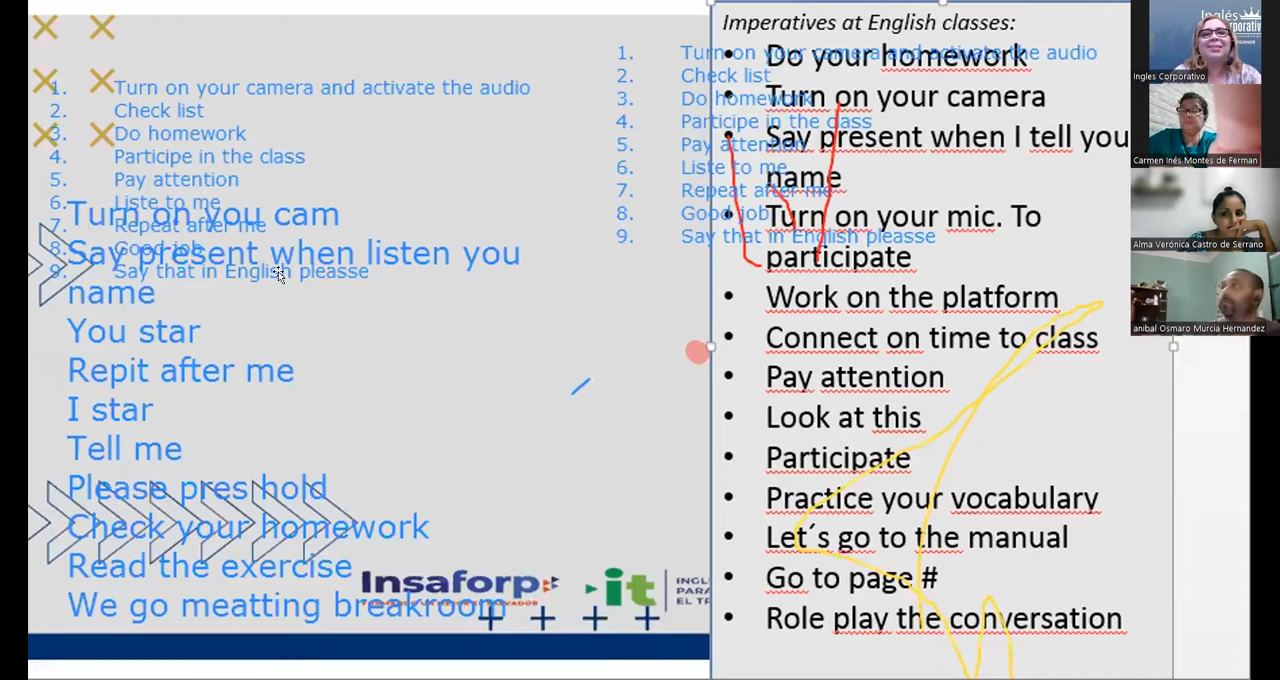 1. Turn on your camera and activate the audio
2. Check list
3. Do homework
4. Participe in the class
5. Pay attention
6. Liste to me
7. Repeat after me
8. Good job
9. Say that in English pleasse
Turn on you cam
Say present when listen you
name
You star
Repit after me
I star
Tell me
Please pres hold
Check your homework
Read the exercise
We go meatting breakroom
Insaforp
it
1. Turn on your camera and activate the audio
2. Check list
3. Do homework
4. Participe in the class
5. Pay attention
6. Liste to me
7. Repeat after me
8. Good job
9. Say that in English pleasse
Imperatives at English classes:
• Do your homework
• Turn on your camera
• Say present when I tell you
name
• Turn on your mic. To
participate
• Work on the platform
• Connect on time to class
• Pay attention
• Look at this
• Participate
• Practice your vocabulary
• Let´s go to the manual
• Go to page #
• Role play the conversation
Inglés
Ingles Corporativo
Carmen Inés Montes de Ferman
Alma Verónica Castro de Serrano
anibal Osmaro Murcia Hernandez